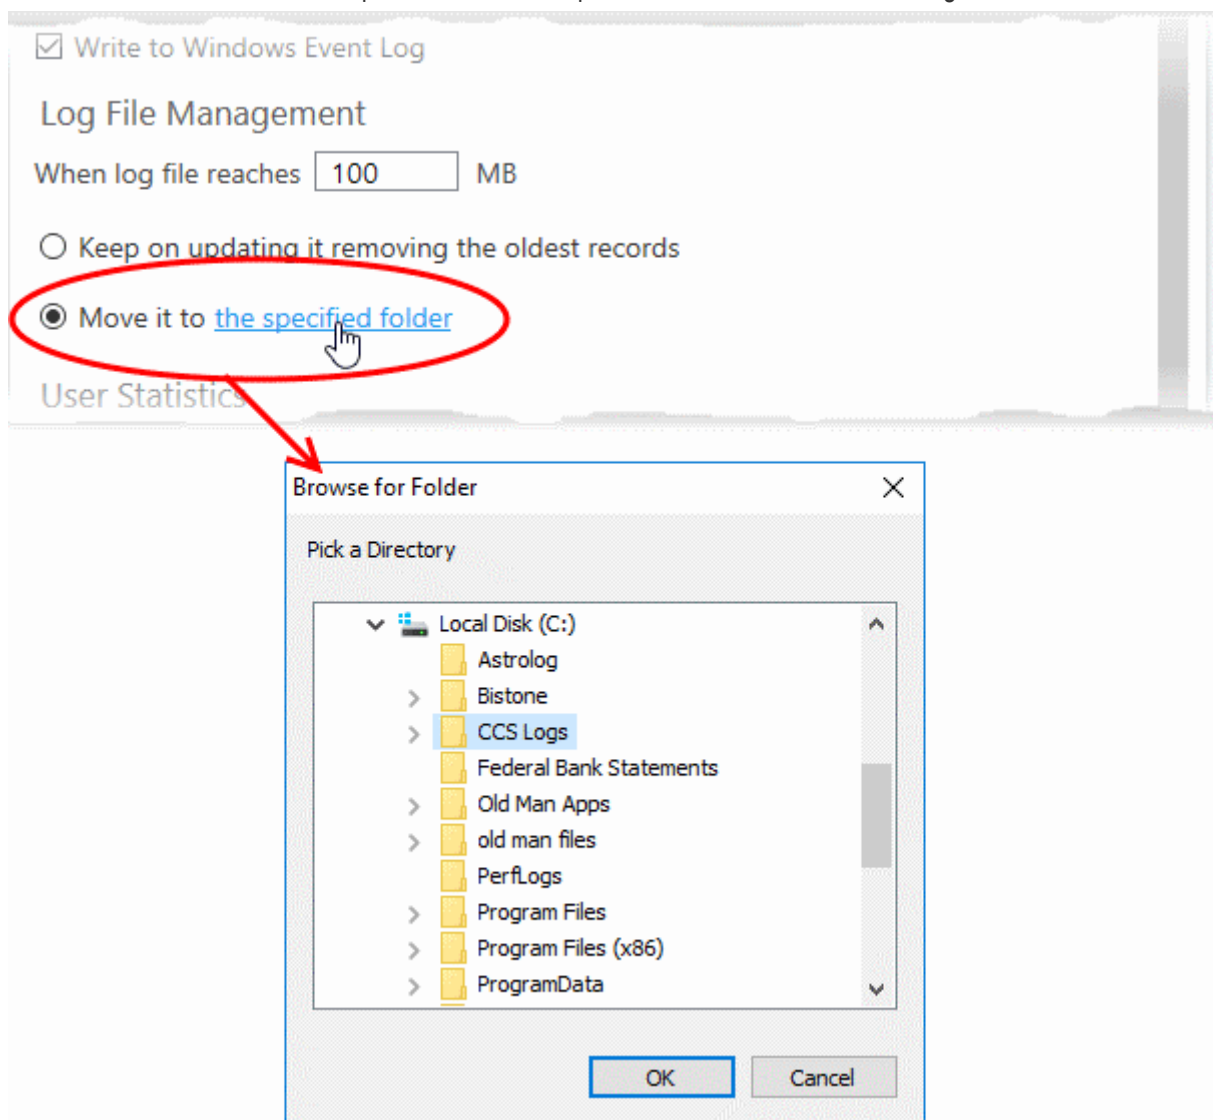 Write to Windows Event Log
Log File Management
When log file reaches 100 MB
Keep on updating it removing the oldest records
Move it to the specified folder
User Statistics
Browse for Folder
Pick a Directory
Local Disk (C:)
Astrolog
Bistone
CCS Logs
Federal Bank Statements
Old Man Apps
old man files
PerfLogs
Program Files
Program Files (x86)
ProgramData
OK Cancel